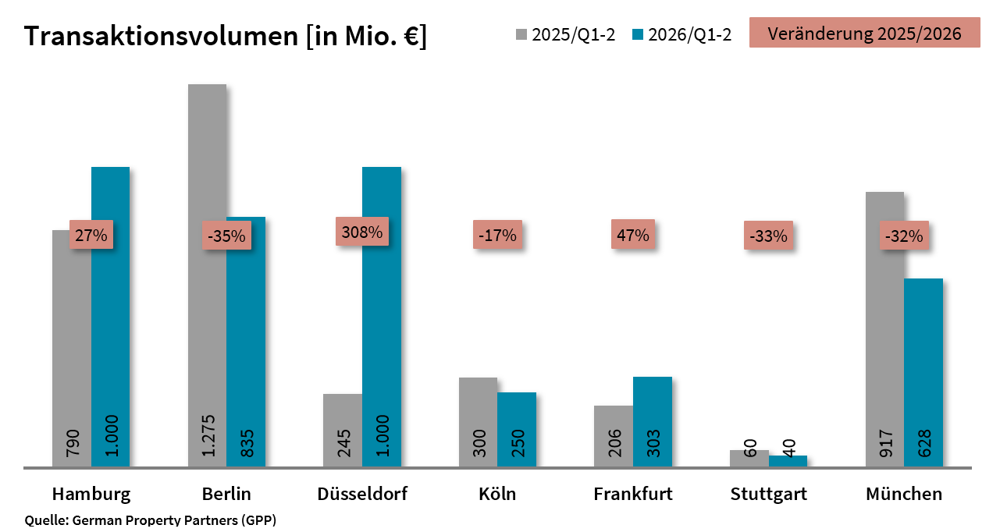 Transaktionsvolumen [in Mio. €]
2025/Q1-2 2026/Q1-2 Veränderung 2025/2026
27% -35% 308% -17% 47% -33% -32%
790 1.000 1.275 835 245 1.000 300 250 206 303 60 40 917 628
Hamburg Berlin Düsseldorf Köln Frankfurt Stuttgart München
Quelle: German Property Partners (GPP)